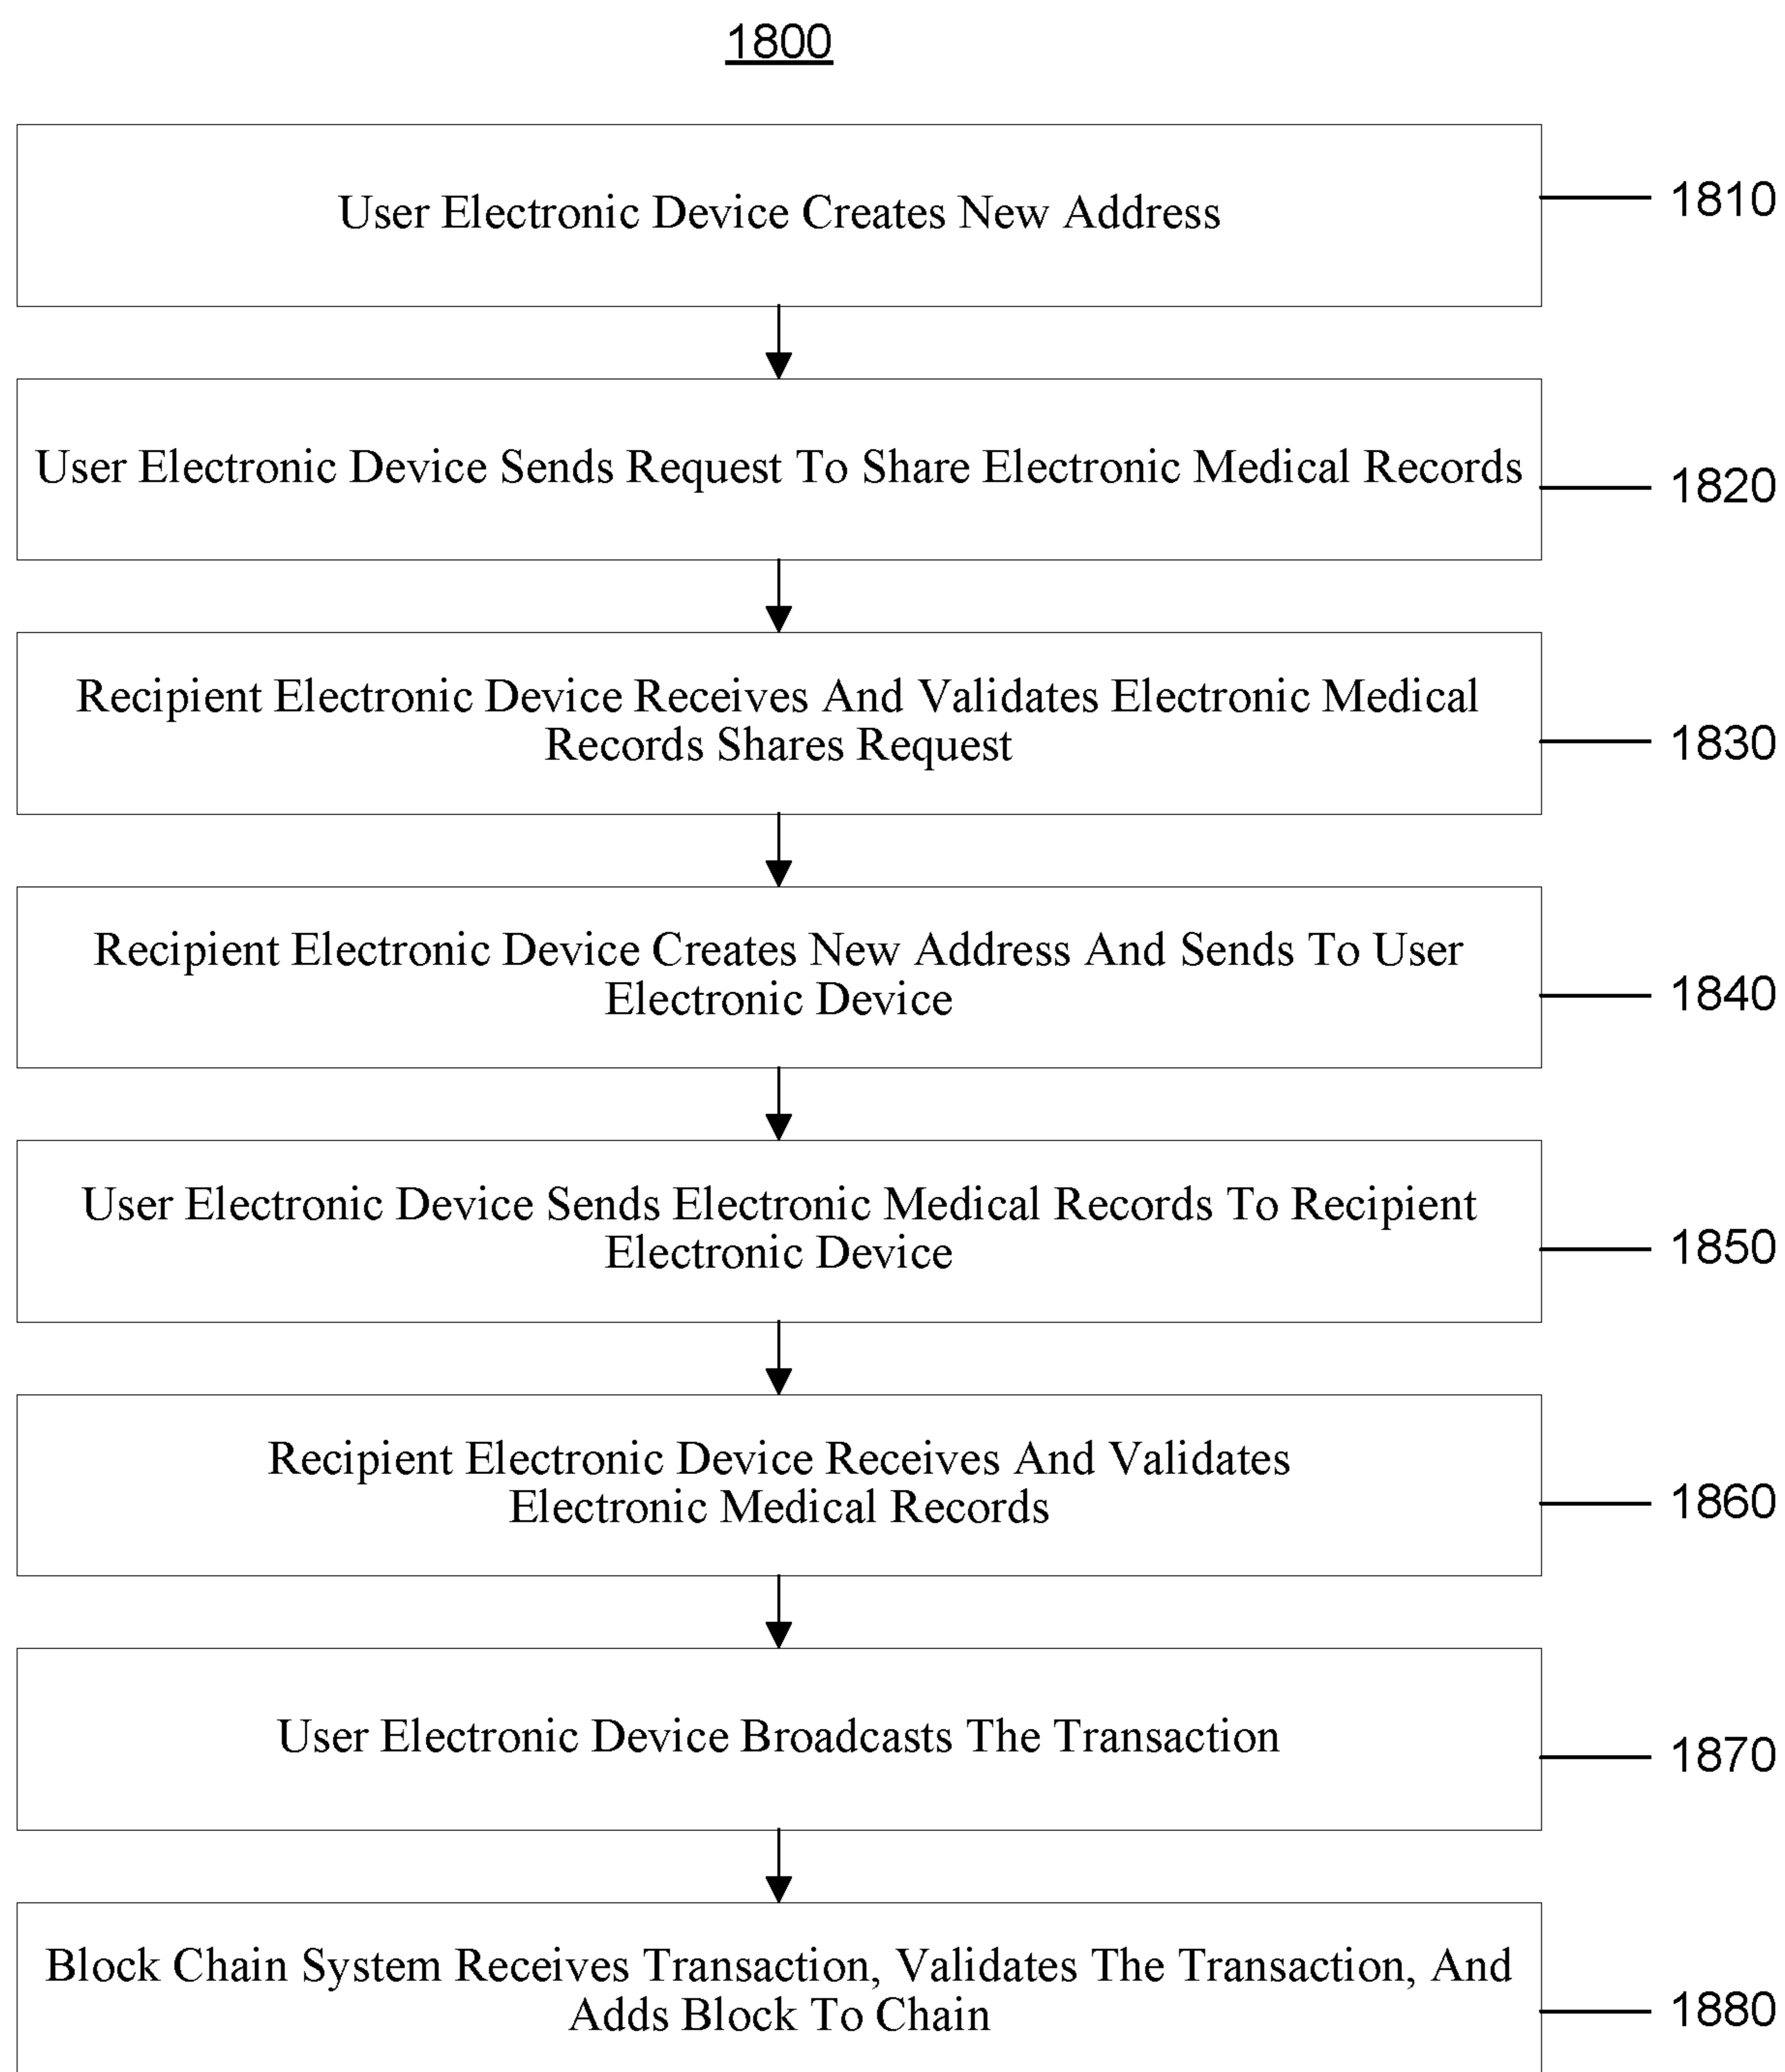 1800
User Electronic Device Creates New Address
1810
User Electronic Device Sends Request To Share Electronic Medical Records
1820
Recipient Electronic Device Receives And Validates Electronic Medical
Records Shares Request
1830
Recipient Electronic Device Creates New Address And Sends To User
Electronic Device
1840
User Electronic Device Sends Electronic Medical Records To Recipient
Electronic Device
1850
Recipient Electronic Device Receives And Validates
Electronic Medical Records
1860
User Electronic Device Broadcasts The Transaction
1870
Block Chain System Receives Transaction, Validates The Transaction, And
Adds Block To Chain
1880